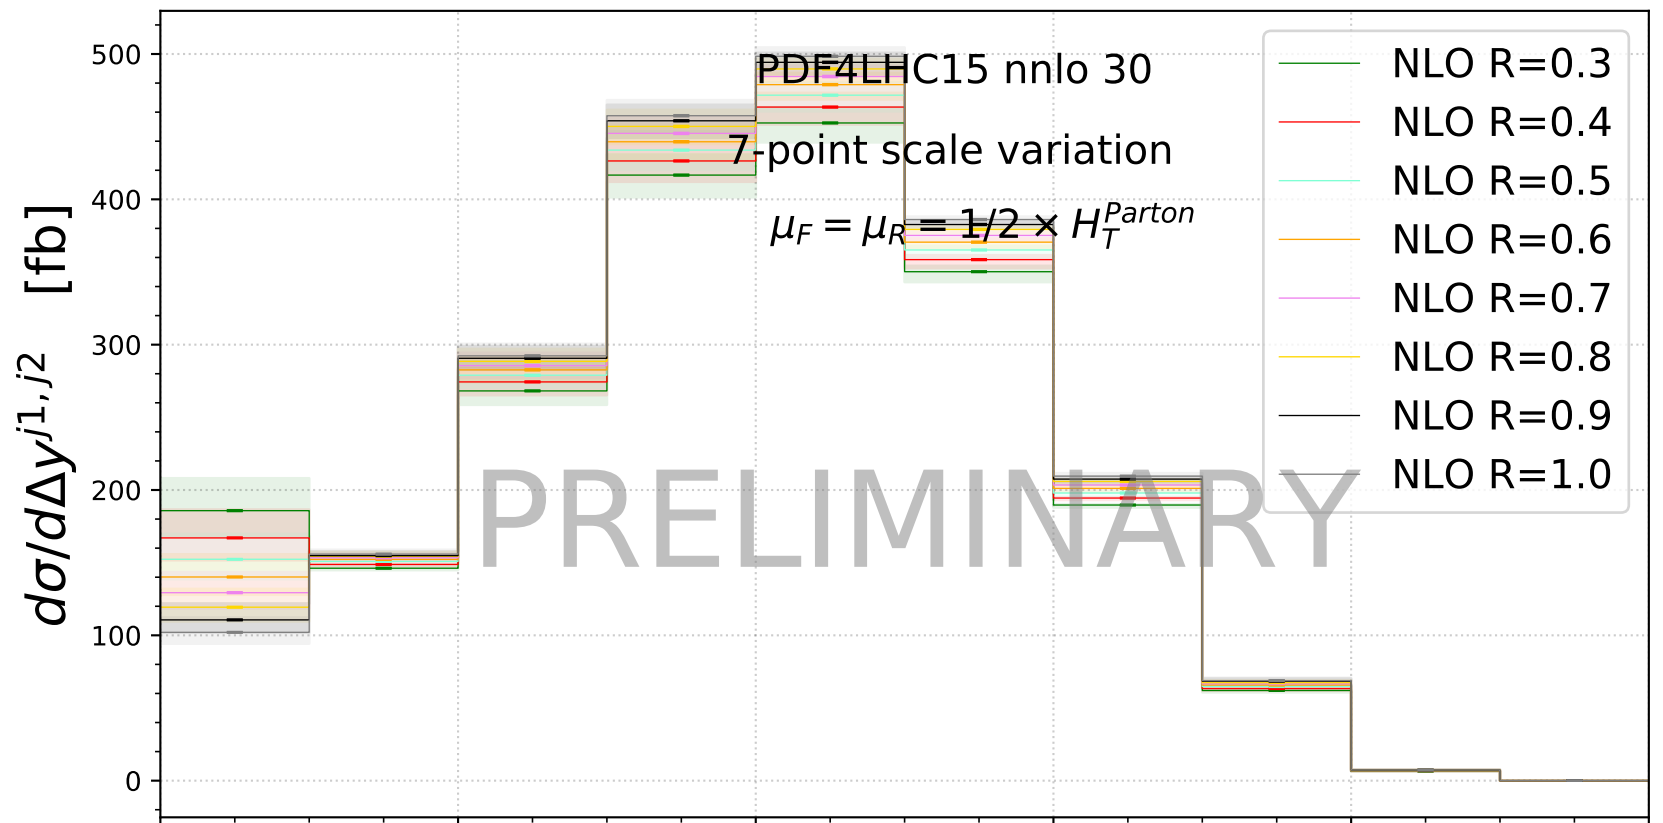 500
400
300
200
100
0
dσ/dΔy^{j1, j2} [fb]
PDF4LHC15 nnlo 30
7-point scale variation
μ_F = μ_R = 1/2 × H_T^{Parton}
NLO R=0.3
NLO R=0.4
NLO R=0.5
NLO R=0.6
NLO R=0.7
NLO R=0.8
NLO R=0.9
NLO R=1.0
PRELIMINARY